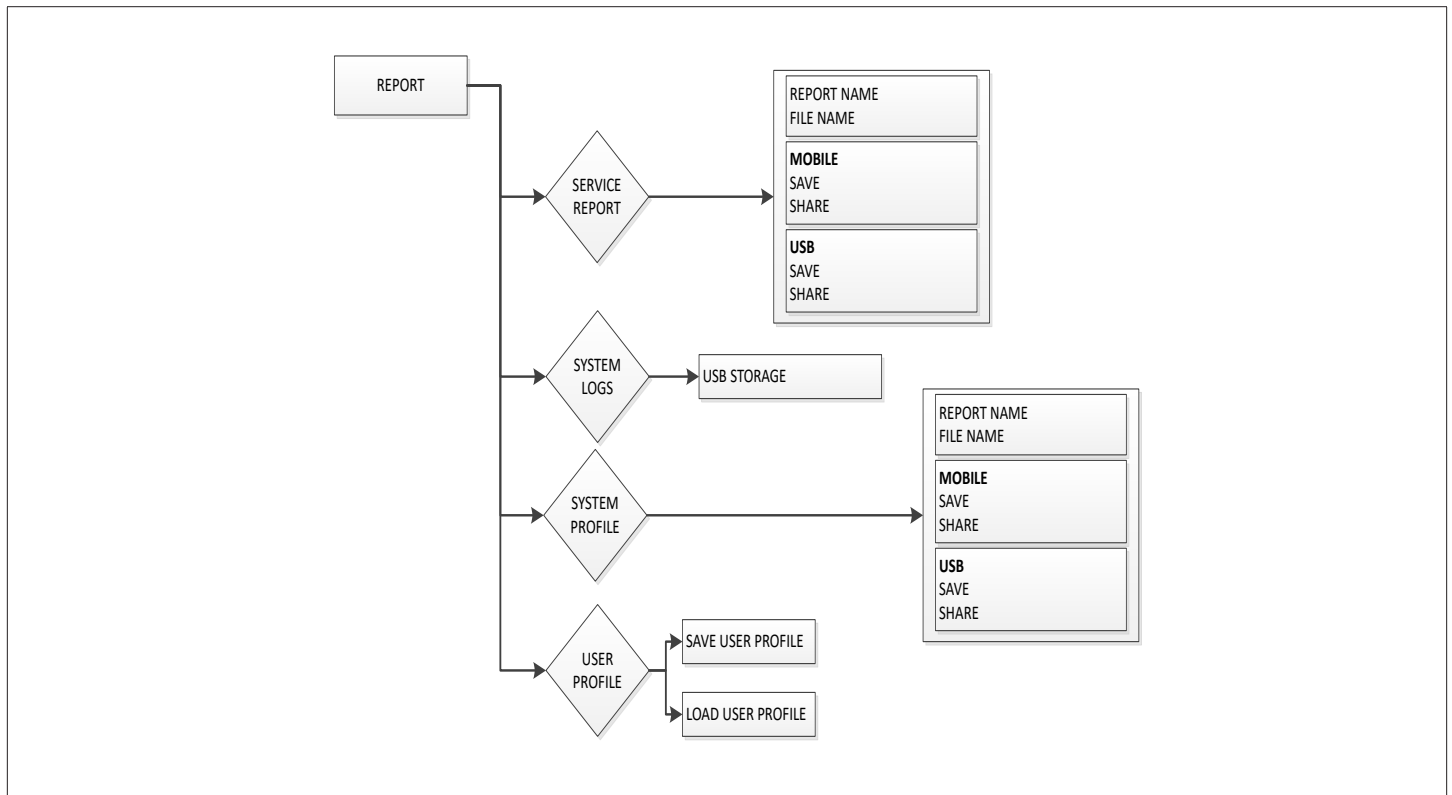 REPORT
SERVICE
REPORT
REPORT NAME
FILE NAME
MOBILE
SAVE
SHARE
USB
SAVE
SHARE
SYSTEM
LOGS
USB STORAGE
SYSTEM
PROFILE
REPORT NAME
FILE NAME
MOBILE
SAVE
SHARE
USB
SAVE
SHARE
USER
PROFILE
SAVE USER PROFILE
LOAD USER PROFILE